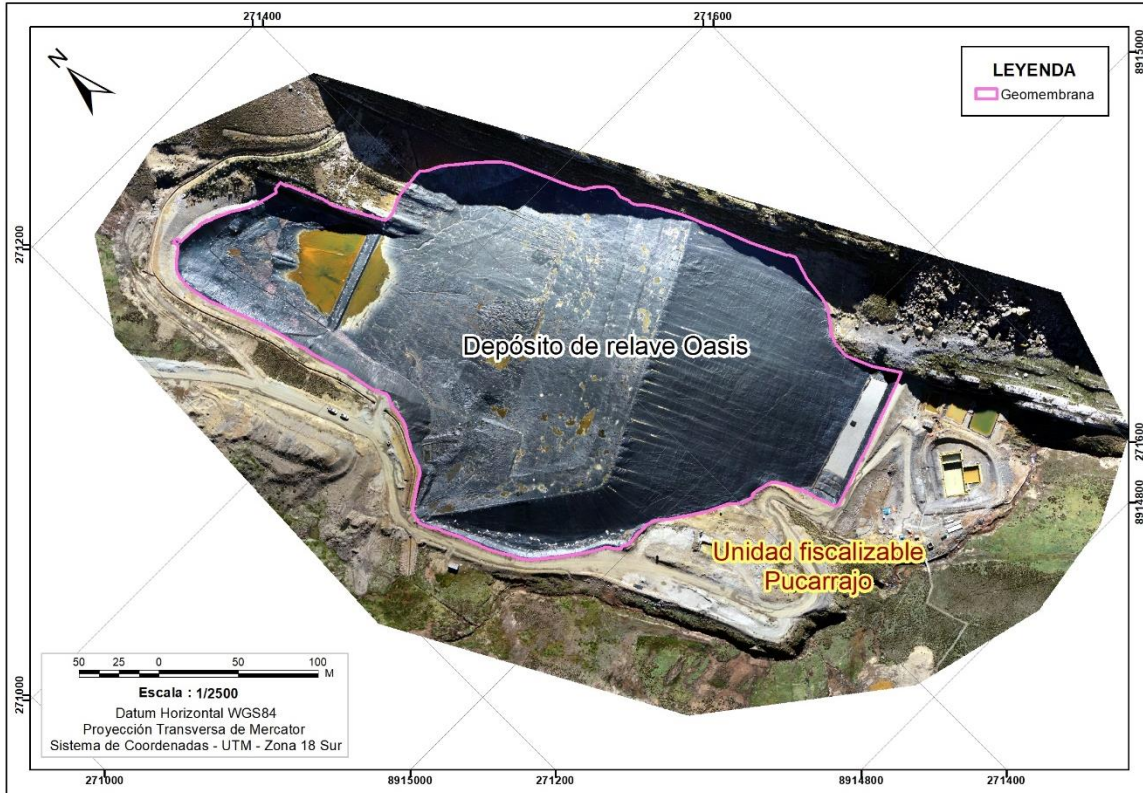 271400
271600
8915000
N
LEYENDA
Geomembrana
271200
Depósito de relave Oasis
271600
8914800
Unidad fiscalizable
Pucarrajo
50 25 0 50 100
M
Escala : 1/2500
Datum Horizontal WGS84
Proyección Transversa de Mercator
Sistema de Coordenadas - UTM - Zona 18 Sur
271000
271000
8915000
271200
8914800
271400